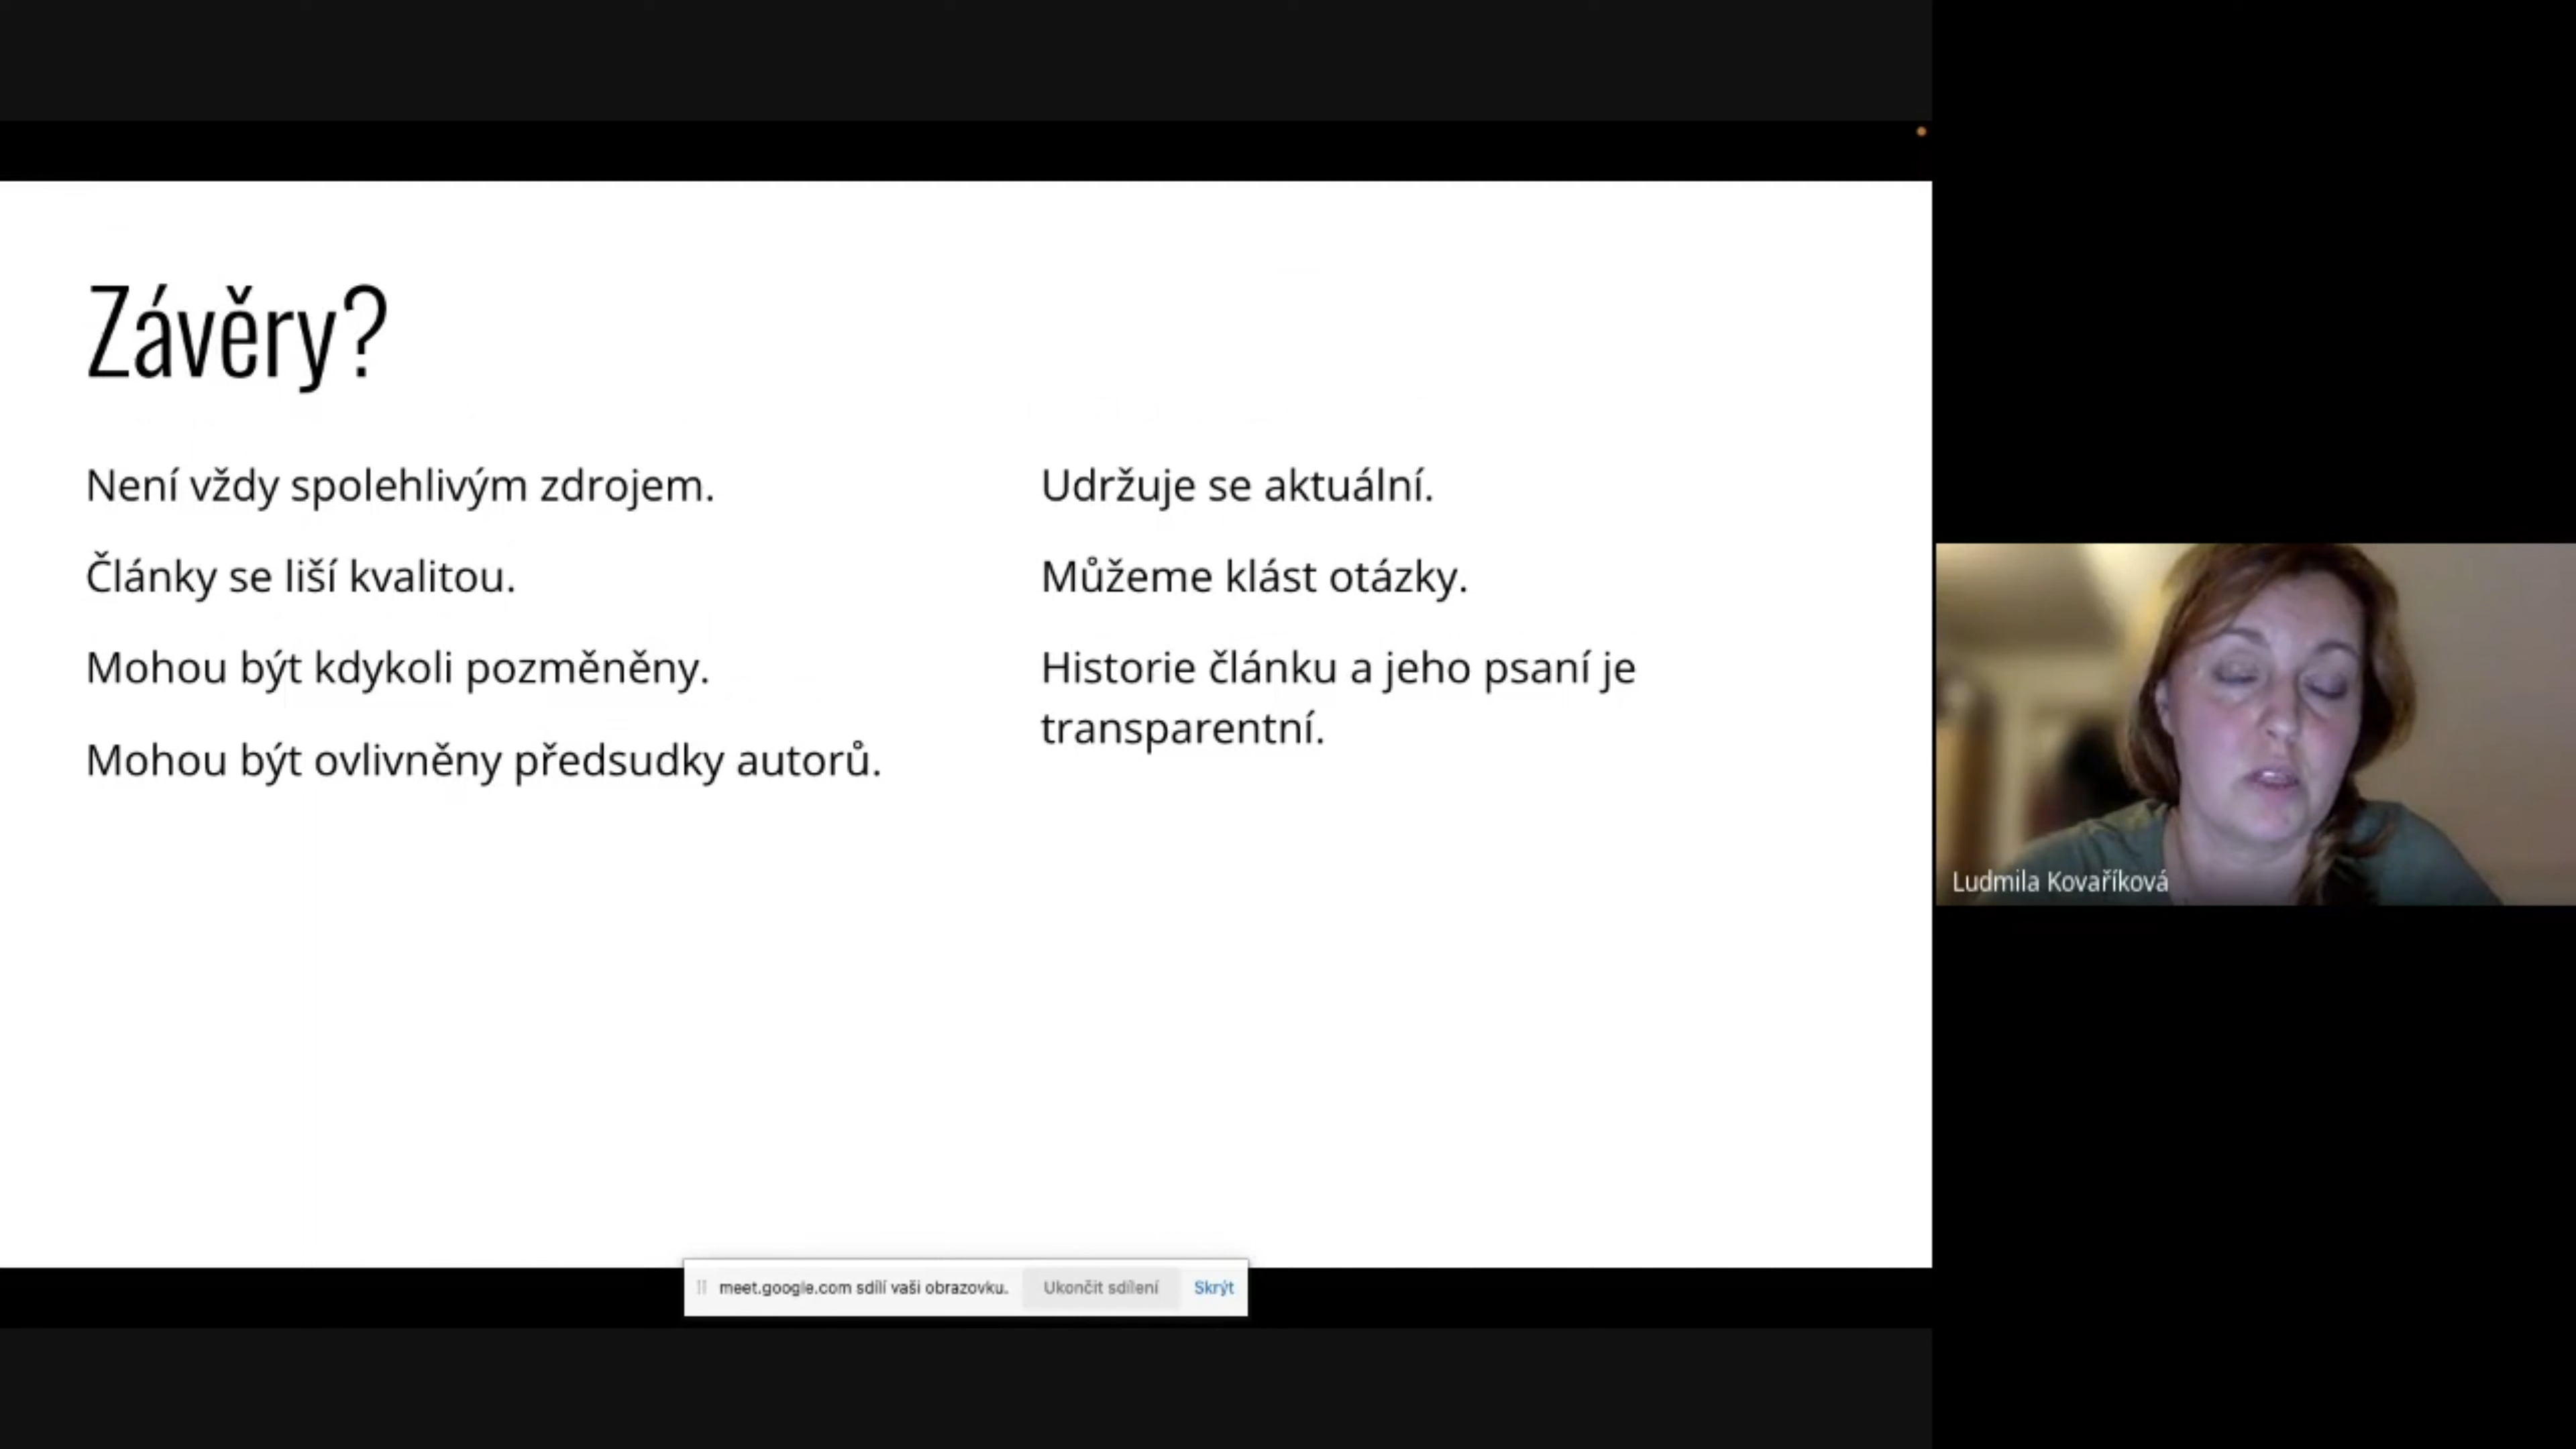 Závěry?
Není vždy spolehlivým zdrojem.
Články se liší kvalitou.
Mohou být kdykoli pozměněny.
Mohou být ovlivněny předsudky autorů.
Udržuje se aktuální.
Můžeme klást otázky.
Historie článku a jeho psaní je
transparentní.
Ludmila Kovaříková
meet.google.com sdílí vaši obrazovku.
Ukončit sdílení
Skrýt